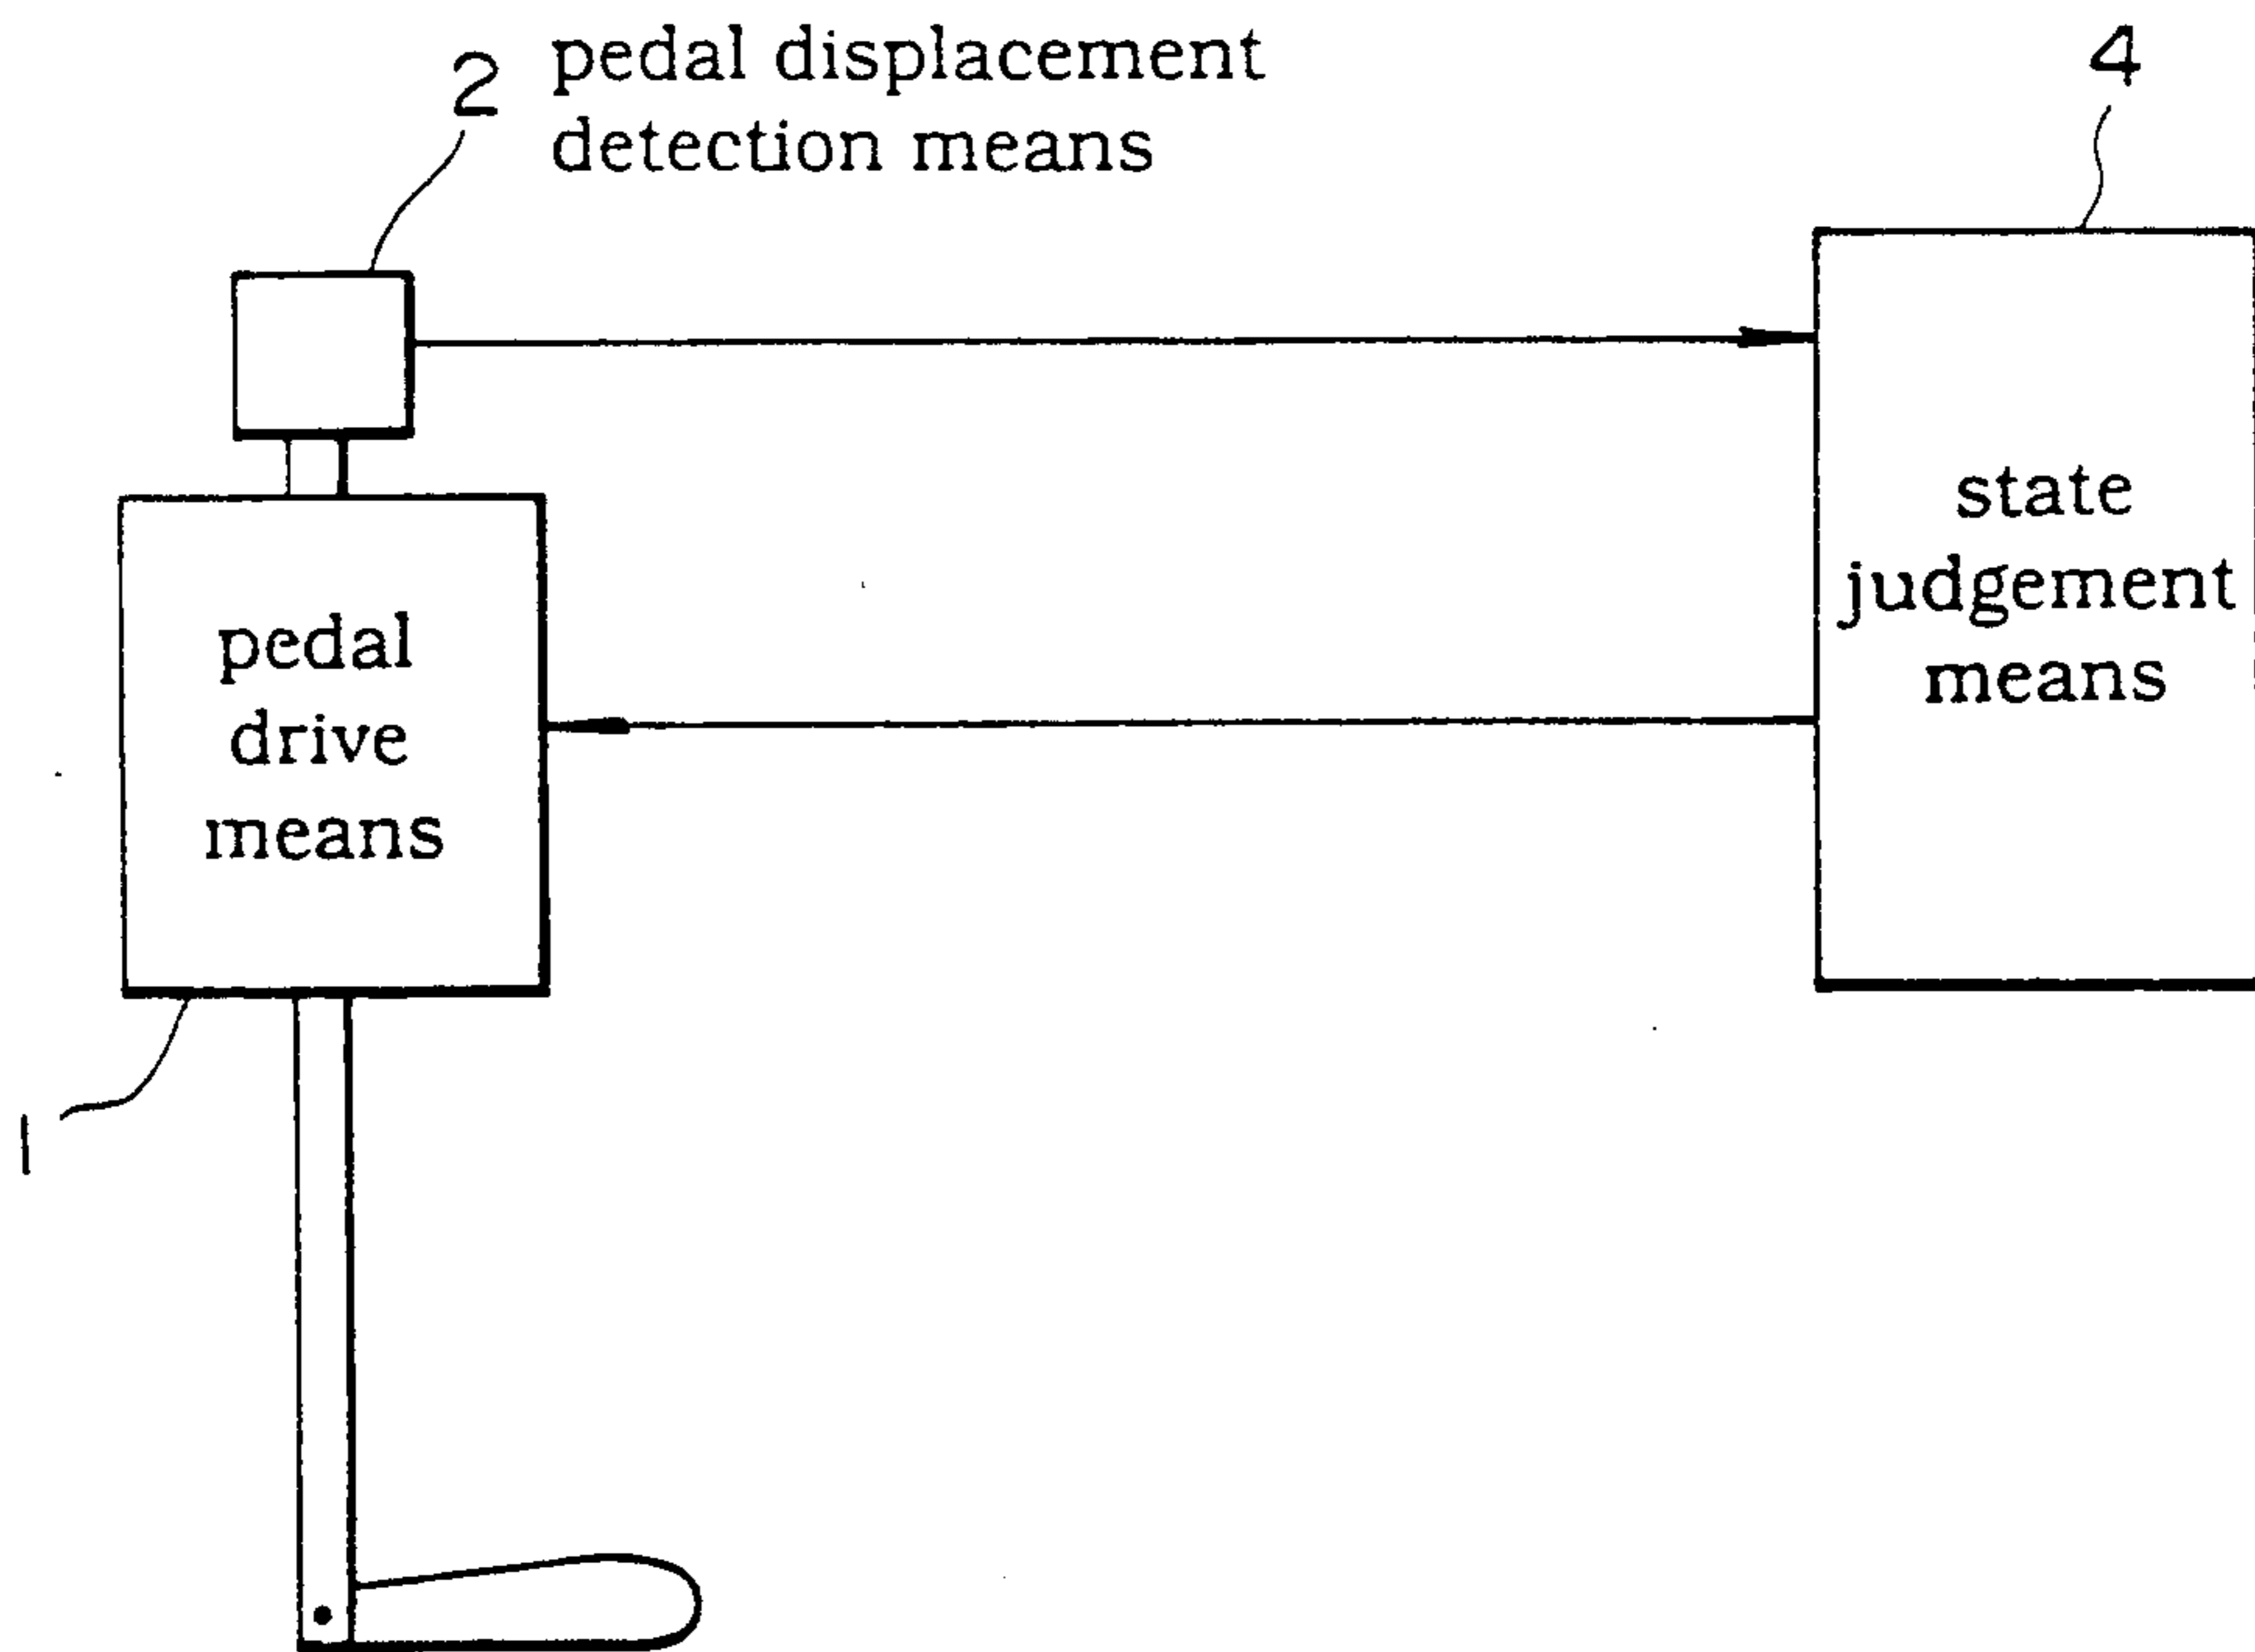 2
pedal displacement
detection means
4
state
judgement
means
pedal
drive
means
1